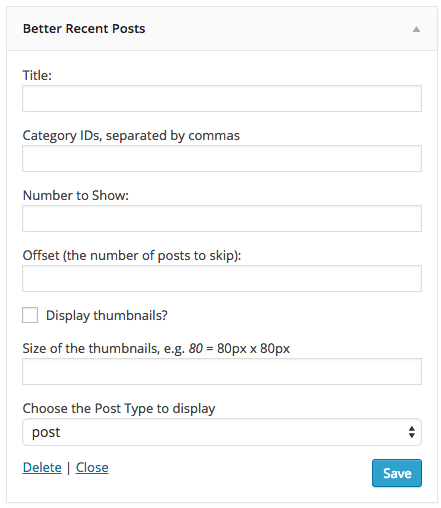 Better Recent Posts
Title:
Category IDs, separated by commas
Number to Show:
Offset (the number of posts to skip):
Display thumbnails?
Size of the thumbnails, e.g. 80 = 80px x 80px
Choose the Post Type to display
post
Delete | Close
Save